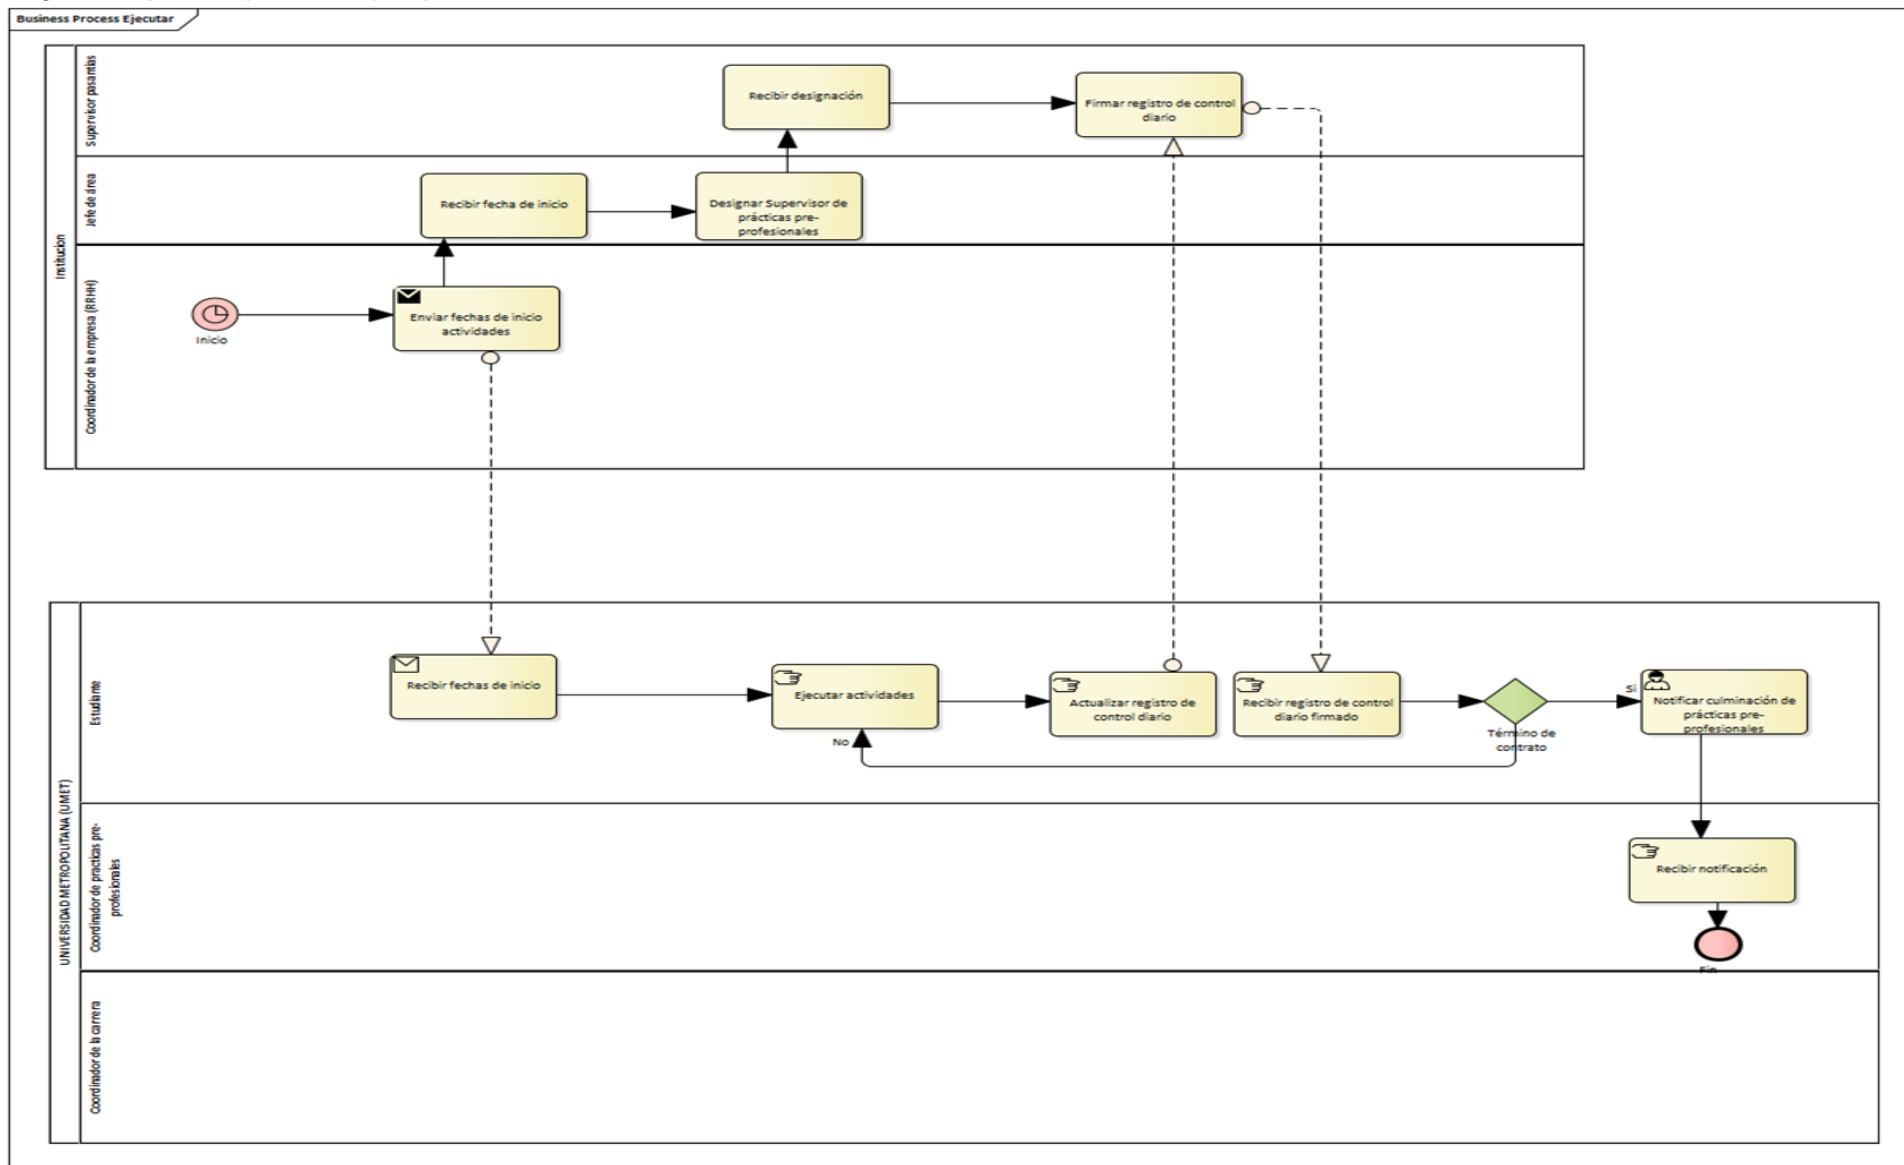 Business Process Ejecutar
Institucion
Supervisor pasantias
Recibir designación
Firmar registro de control
diario
Jefe de área
Recibir fecha de inicio
Designar Supervisor de
prácticas pre-
profesionales
Coordinador de la empresa (RRHH)
Inicio
Enviar fechas de inicio
actividades
UNIVERSIDAD METROPOLITANA (UMET)
Estudiante
Recibir fechas de inicio
Ejecutar actividades
No
Actualizar registro de
control diario
Recibir registro de control
diario firmado
Término de
contrato
Si
Notificar culminación de
prácticas pre-
profesionales
Coordinador de practicas pre-
profesionales
Recibir notificación
Fin
Coordinador de la carrera